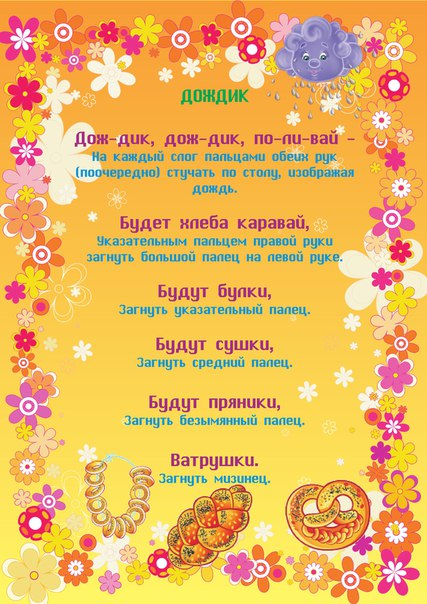 ДОЖДИК
Дож-дик, дож-дик, по-ли-вай -
На каждый слог пальцами обеих рук
(поочередно) стучать по столу, изображая
дождь.
Будет хлеба каравай,
Указательным пальцем правой руки
загнуть большой палец на левой руке.
Будут булки,
Загнуть указательный палец.
Будут сушки,
Загнуть средний палец.
Будут пряники,
Загнуть безымянный палец.
Ватрушки.
Загнуть мизинец.